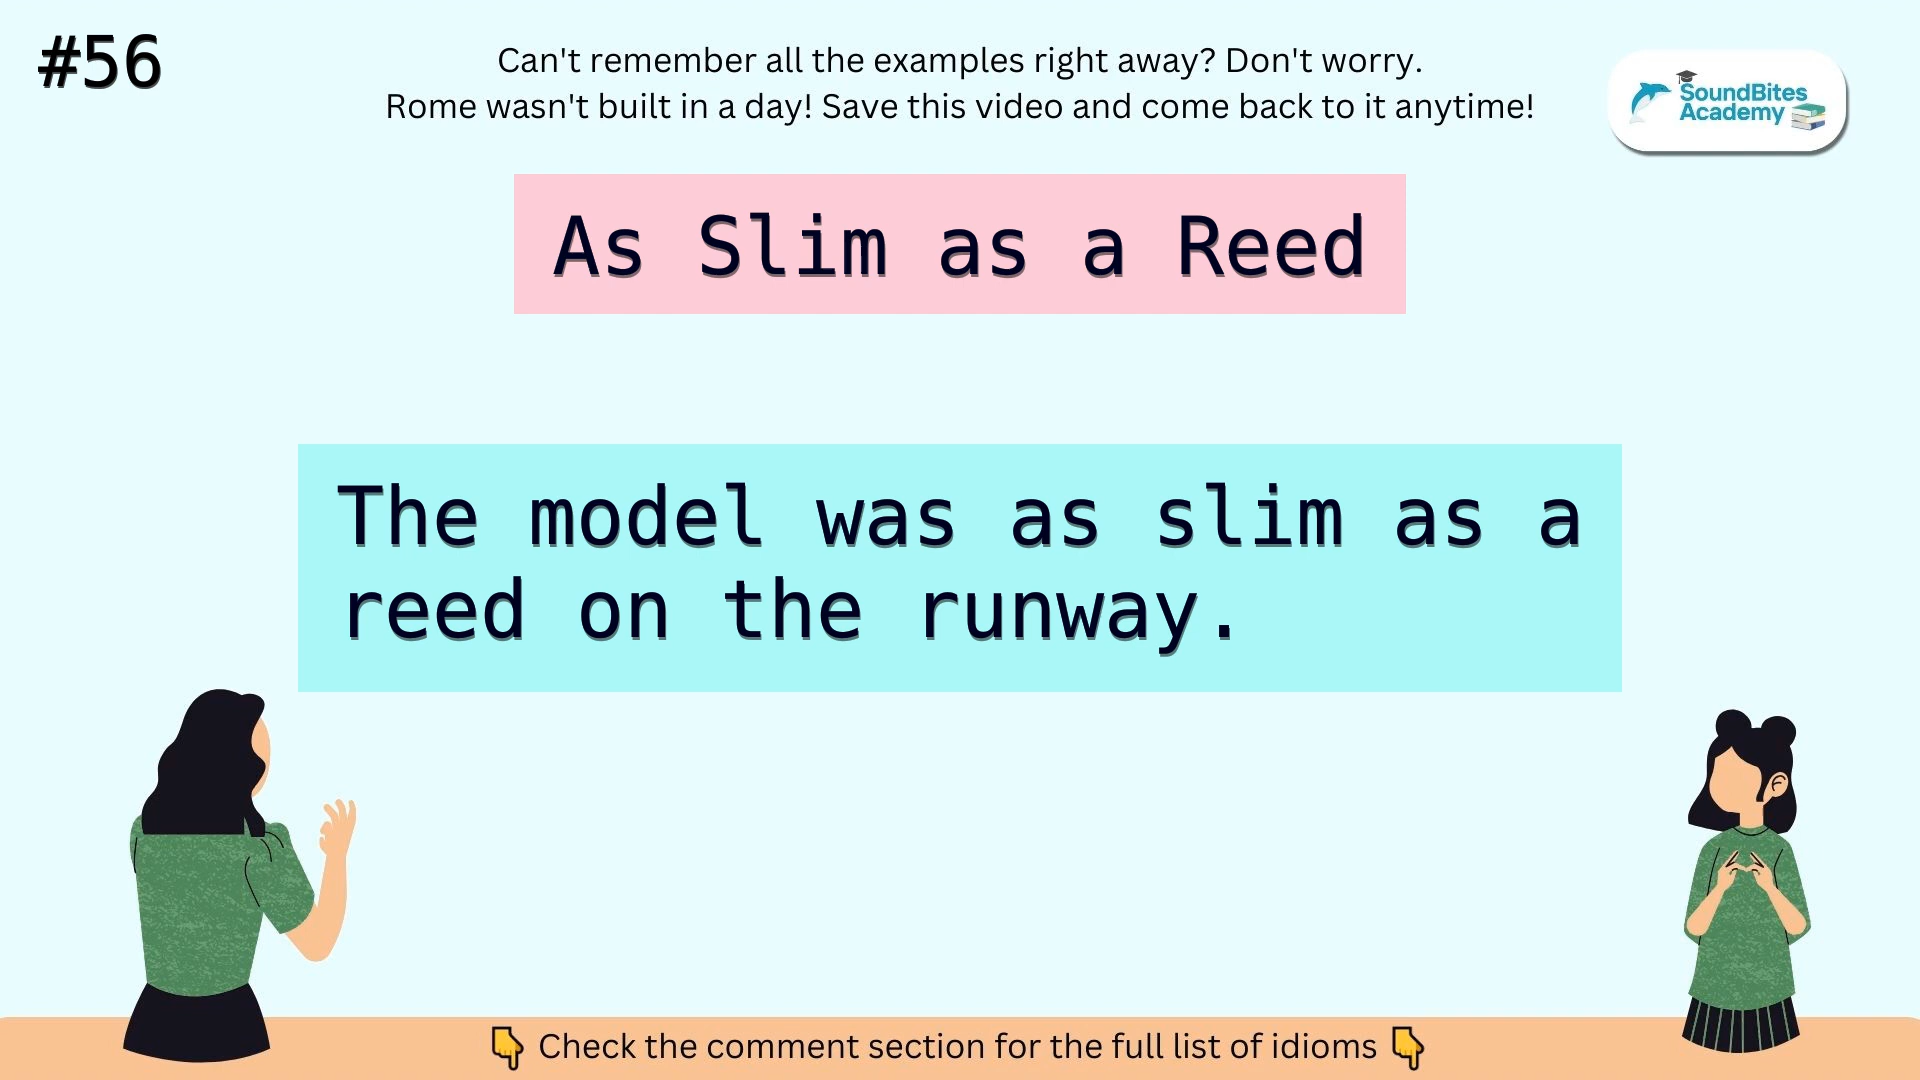 #56
Can't remember all the examples right away? Don't worry.
Rome wasn't built in a day! Save this video and come back to it anytime!
SoundBites
Academy
As Slim as a Reed
The model was as slim as a
reed on the runway.
👇 Check the comment section for the full list of idioms 👇